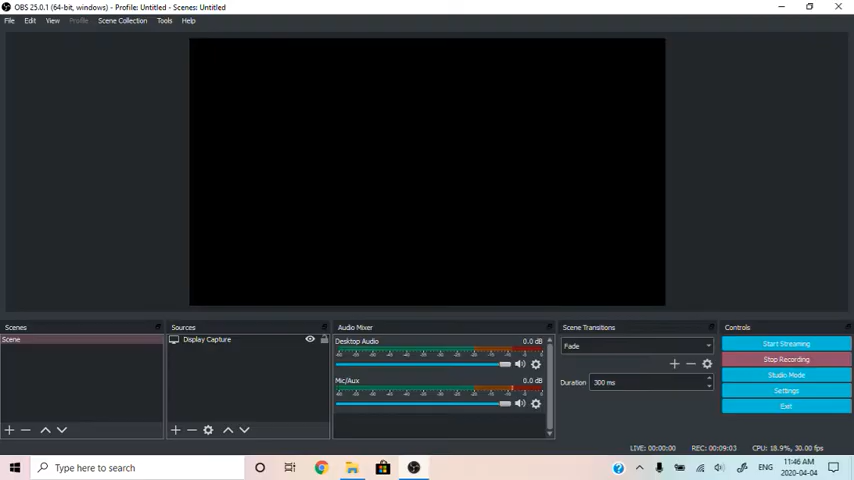 OBS 25.0.1 (64-bit, windows) - Profile: Untitled - Scenes: Untitled
File Edit View Profile Scene Collection Tools Help
Scenes Sources Audio Mixer Scene Transitions Controls
Scene Display Capture Desktop Audio 0.0 dB Fade Start Streaming
Stop Recording
Mic/Aux 0.0 dB Duration 300 ms Studio Mode
Settings
Exit
LIVE: 00:00:00 REC: 00:09:03 CPU: 18.9%, 30.00 fps
Type here to search ENG 11:46 AM
2020-04-04